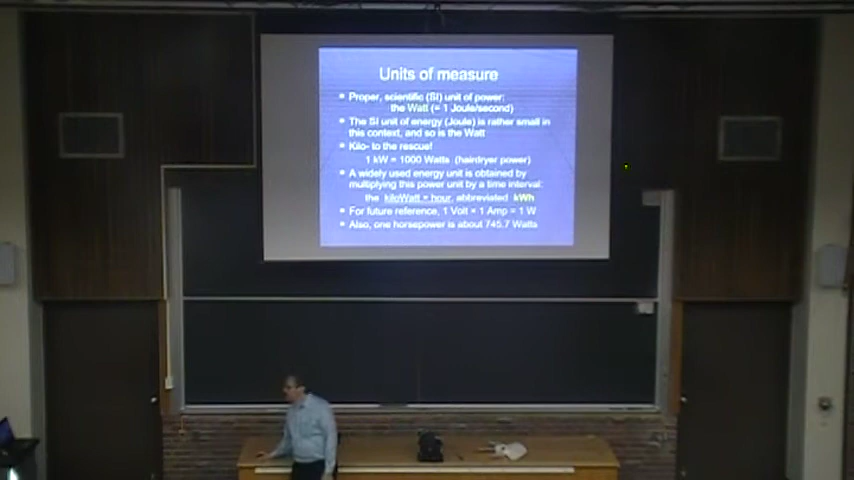 Units of measure
Proper, scientific (SI) unit of power:
the Watt (= 1 Joule/second)
The SI unit of energy (Joule) is rather small in
this context, and so is the Watt
Kilo- to the rescue!
1 kW = 1000 Watts (hairdryer power)
A widely used energy unit is obtained by
multiplying this power unit by a time interval:
the kiloWatt × hour, abbreviated kWh
For future reference, 1 Volt × 1 Amp = 1 W
Also, one horsepower is about 745.7 Watts